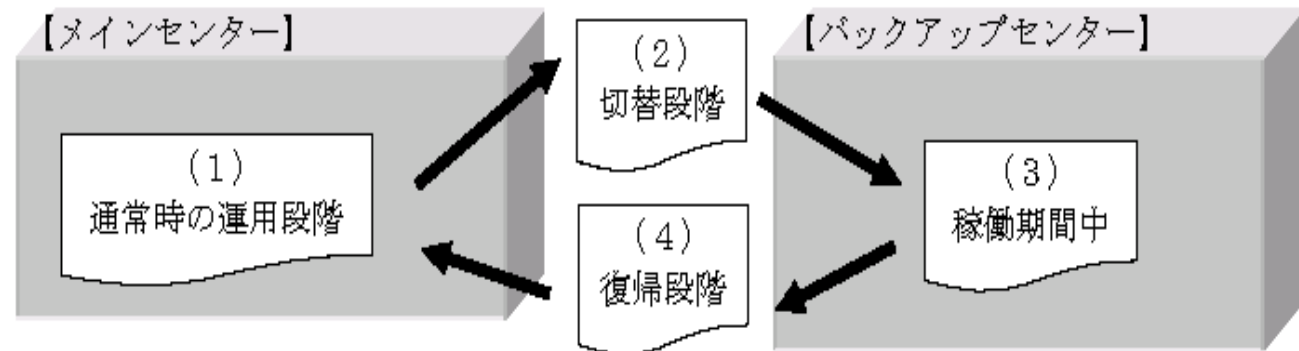 【メインセンター】
(1)
通常時の運用段階
(2)
切替段階
【バックアップセンター】
(3)
稼働期間中
(4)
復帰段階